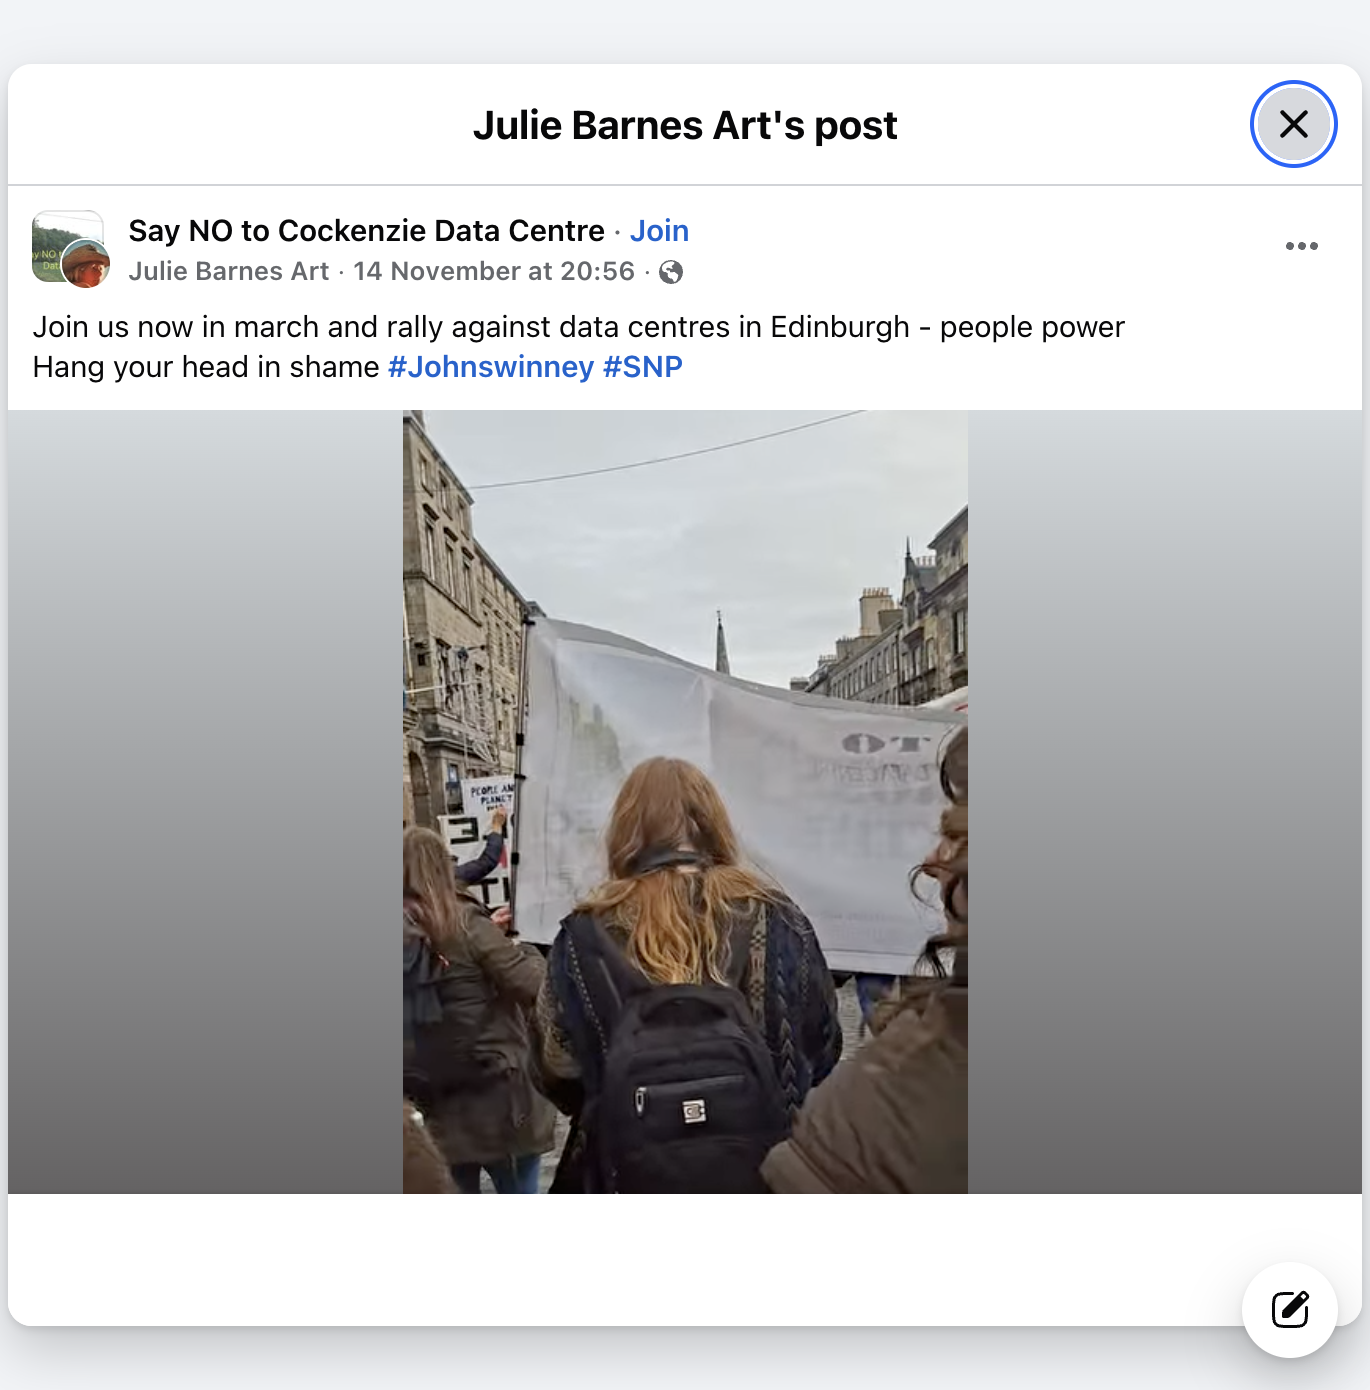 Julie Barnes Art's post
Say NO to Cockenzie Data Centre · Join
Julie Barnes Art · 14 November at 20:56 ·
Join us now in march and rally against data centres in Edinburgh - people power
Hang your head in shame #Johnswinney #SNP
TO
PEOPLE AN
PLANET